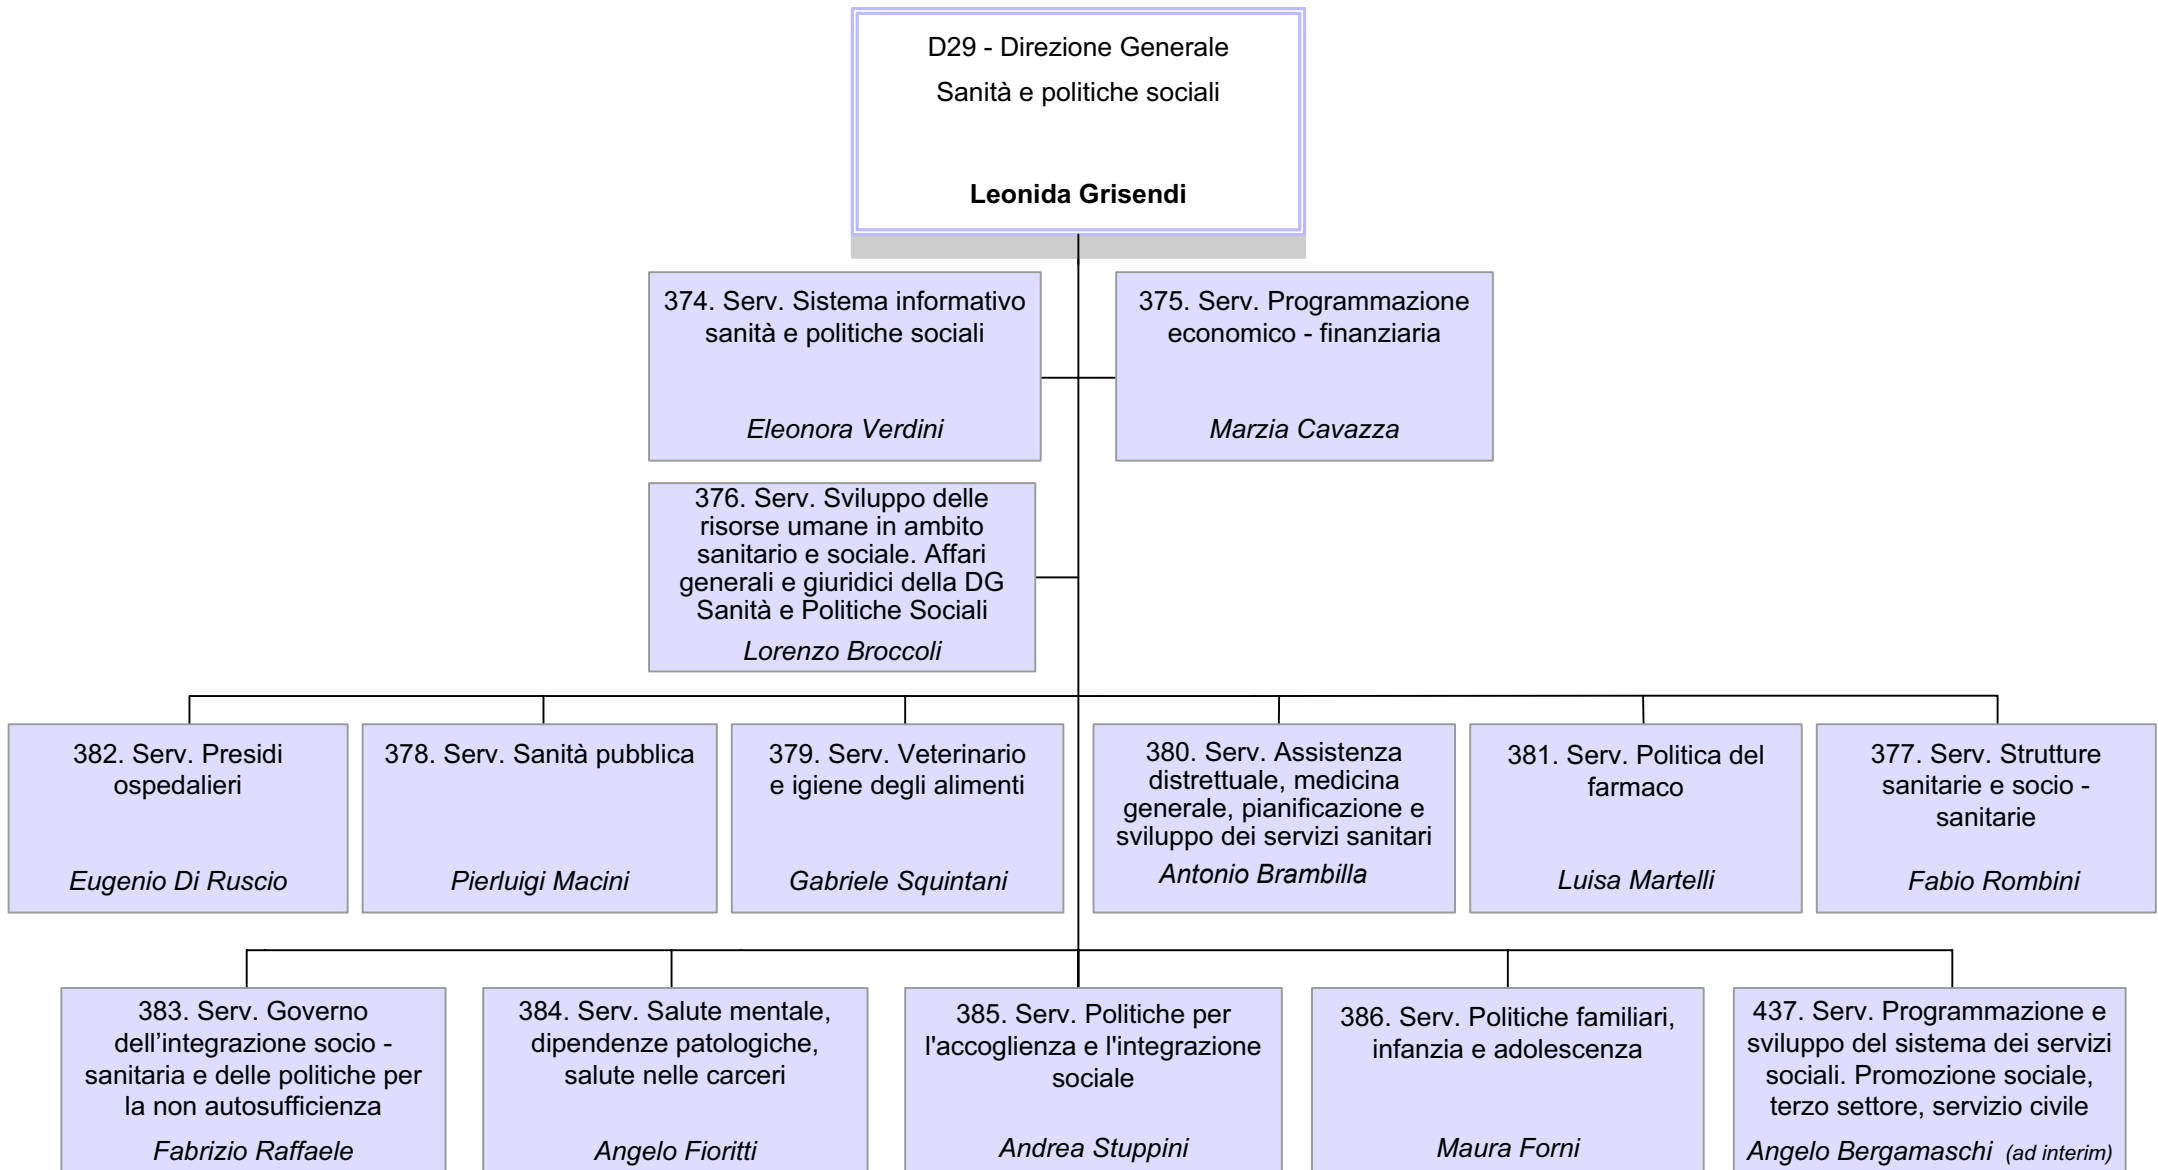 D29 - Direzione Generale
Sanità e politiche sociali
Leonida Grisendi
374. Serv. Sistema informativo
sanità e politiche sociali
Eleonora Verdini
375. Serv. Programmazione
economico - finanziaria
Marzia Cavazza
376. Serv. Sviluppo delle
risorse umane in ambito
sanitario e sociale. Affari
generali e giuridici della DG
Sanità e Politiche Sociali
Lorenzo Broccoli
382. Serv. Presidi
ospedalieri
Eugenio Di Ruscio
378. Serv. Sanità pubblica
Pierluigi Macini
379. Serv. Veterinario
e igiene degli alimenti
Gabriele Squintani
380. Serv. Assistenza
distrettuale, medicina
generale, pianificazione e
sviluppo dei servizi sanitari
Antonio Brambilla
381. Serv. Politica del
farmaco
Luisa Martelli
377. Serv. Strutture
sanitarie e socio -
sanitarie
Fabio Rombini
383. Serv. Governo
dell’integrazione socio -
sanitaria e delle politiche per
la non autosufficienza
Fabrizio Raffaele
384. Serv. Salute mentale,
dipendenze patologiche,
salute nelle carceri
Angelo Fioritti
385. Serv. Politiche per
l'accoglienza e l'integrazione
sociale
Andrea Stuppini
386. Serv. Politiche familiari,
infanzia e adolescenza
Maura Forni
437. Serv. Programmazione e
sviluppo del sistema dei servizi
sociali. Promozione sociale,
terzo settore, servizio civile
Angelo Bergamaschi (ad interim)